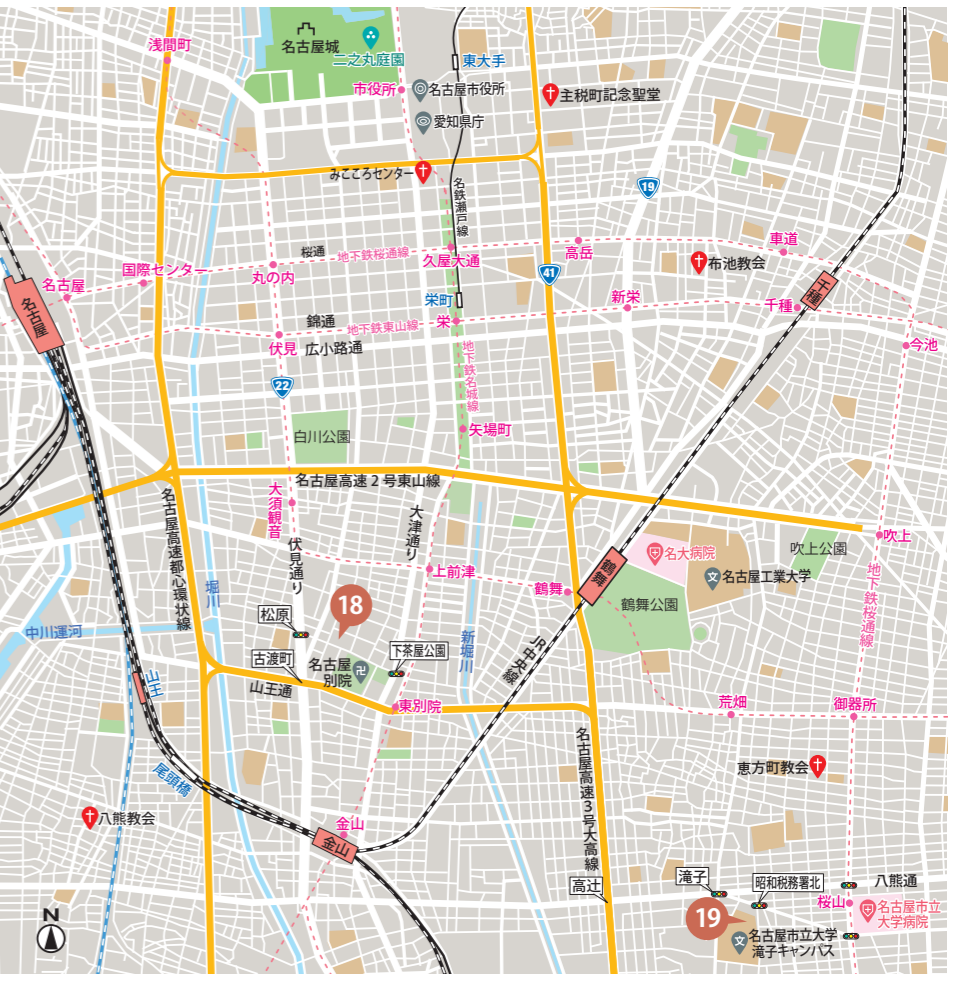 浅間町
名古屋城
二之丸庭園
東大手
市役所
名古屋市役所
主税町記念聖堂
愛知県庁
みこころセンター
名鉄瀬戸線
19
桜通
地下鉄桜通線
久屋大通
高岳
車道
国際センター
丸の内
41
布池教会
名古屋
名古屋
栄町
新栄
千種
千種
錦通
地下鉄東山線
栄
伏見
広小路通
今池
地下鉄名城線
22
白川公園
矢場町
名古屋高速2号東山線
大須観音
名古屋高速都心環状線
大津通り
伏見通り
吹上
名大病院
吹上公園
上前津
鶴舞
鶴舞
名古屋工業大学
地下鉄桜通線
堀川
18
鶴舞公園
松原
中川運河
新堀川
JR中央線
下茶屋公園
古渡町
名古屋
別院
山王
山王通
東別院
荒畑
御器所
名古屋高速3号大高線
尾頭橋
恵方町教会
八熊教会
金山
金山
高辻
滝子
昭和税務署北
八熊通
桜山
名古屋市立
大学病院
19
名古屋市立大学
滝子キャンパス
N